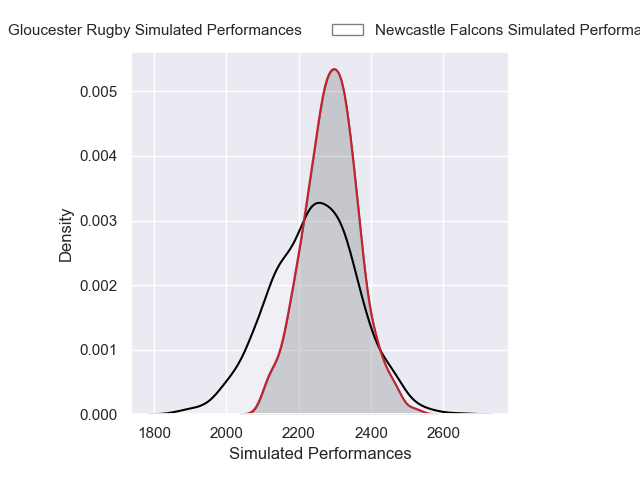 Gloucester Rugby Simulated Performances Newcastle Falcons Simulated
0.005
0.004
0.003
0.002
0.001
0.000
Density
1800 2000 2200 2400 2600
Simulated Performances